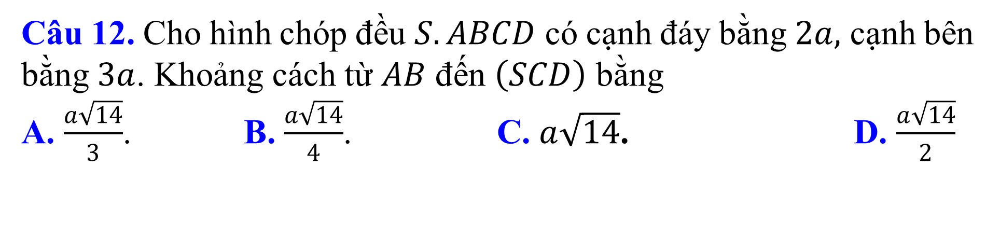 Câu 12. Cho hình chóp đều S.ABCD có cạnh đáy bằng 2a, cạnh bên
bằng 3a. Khoảng cách từ AB đến (SCD) bằng
A. $\frac{a\sqrt{14}}{3}$. B. $\frac{a\sqrt{14}}{4}$. C. $a\sqrt{14}$. D. $\frac{a\sqrt{14}}{2}$